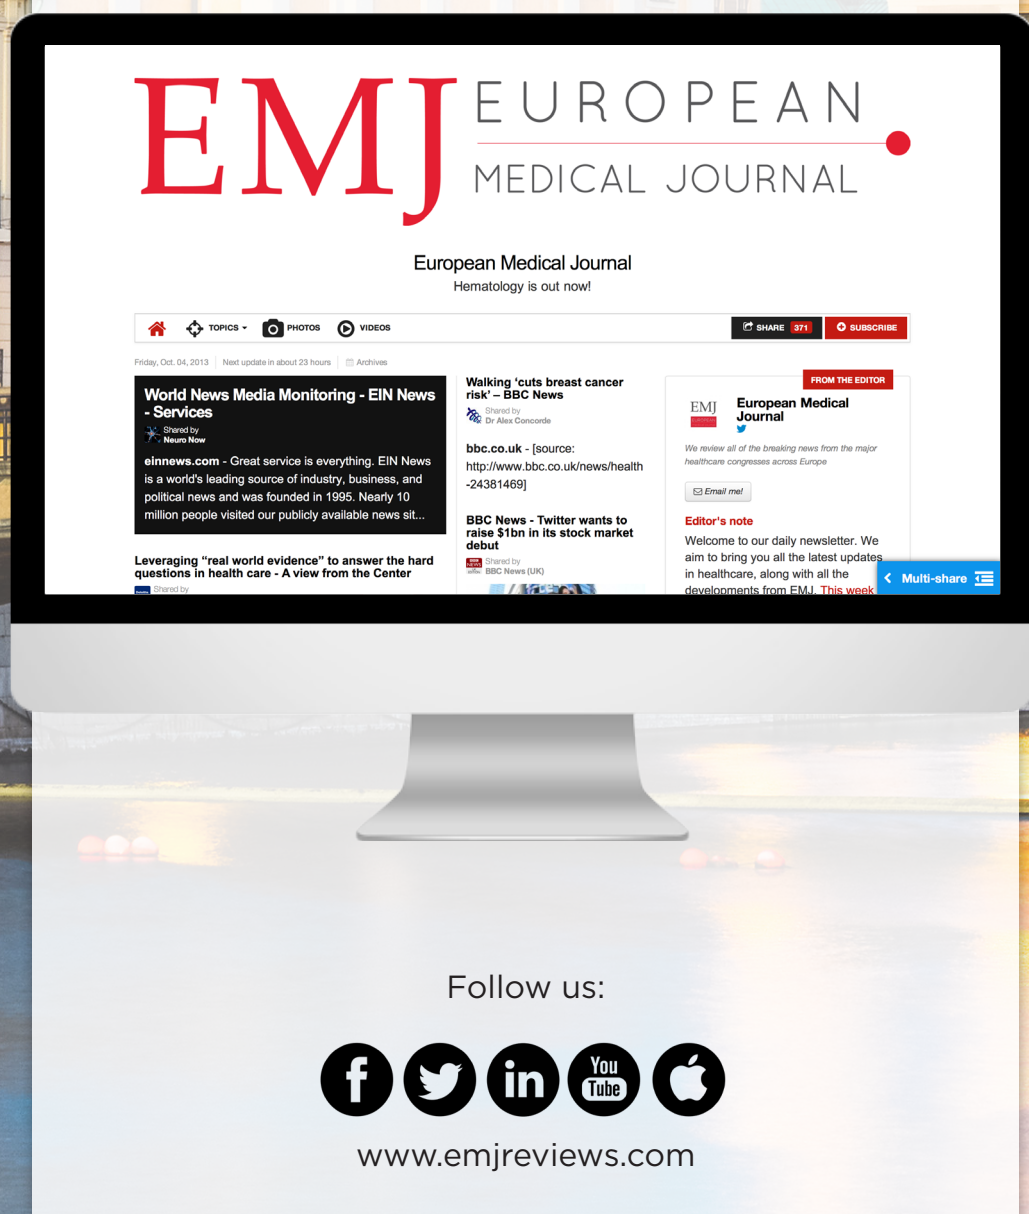 EMJ EUROPEAN
MEDICAL JOURNAL
European Medical Journal
Hematology is out now!
TOPICS
PHOTOS
VIDEOS
SHARE 371
SUBSCRIBE
Friday, Oct. 04, 2013
Next update in about 23 hours
Archives
World News Media Monitoring - EIN News
- Services
Shared by
Neuro Now
einnews.com - Great service is everything. EIN News
is a world's leading source of industry, business, and
political news and was founded in 1995. Nearly 10
million people visited our publicly available news sit...
Leveraging “real world evidence” to answer the hard
questions in health care - A view from the Center
Shared by
Walking ‘cuts breast cancer
risk’ – BBC News
Shared by
Dr Alex Concorde
bbc.co.uk - [source:
http://www.bbc.co.uk/news/health
-24381469]
BBC News - Twitter wants to
raise $1bn in its stock market
debut
BBC NEWS
Shared by
BBC News (UK)
FROM THE EDITOR
EMJ
European Medical
Journal
We review all of the breaking news from the major
healthcare congresses across Europe
Email me!
Editor's note
Welcome to our daily newsletter. We
aim to bring you all the latest updates
in healthcare, along with all the
developments from EMJ. This week
Multi-share
Follow us:
f
in
You
Tube
www.emjreviews.com